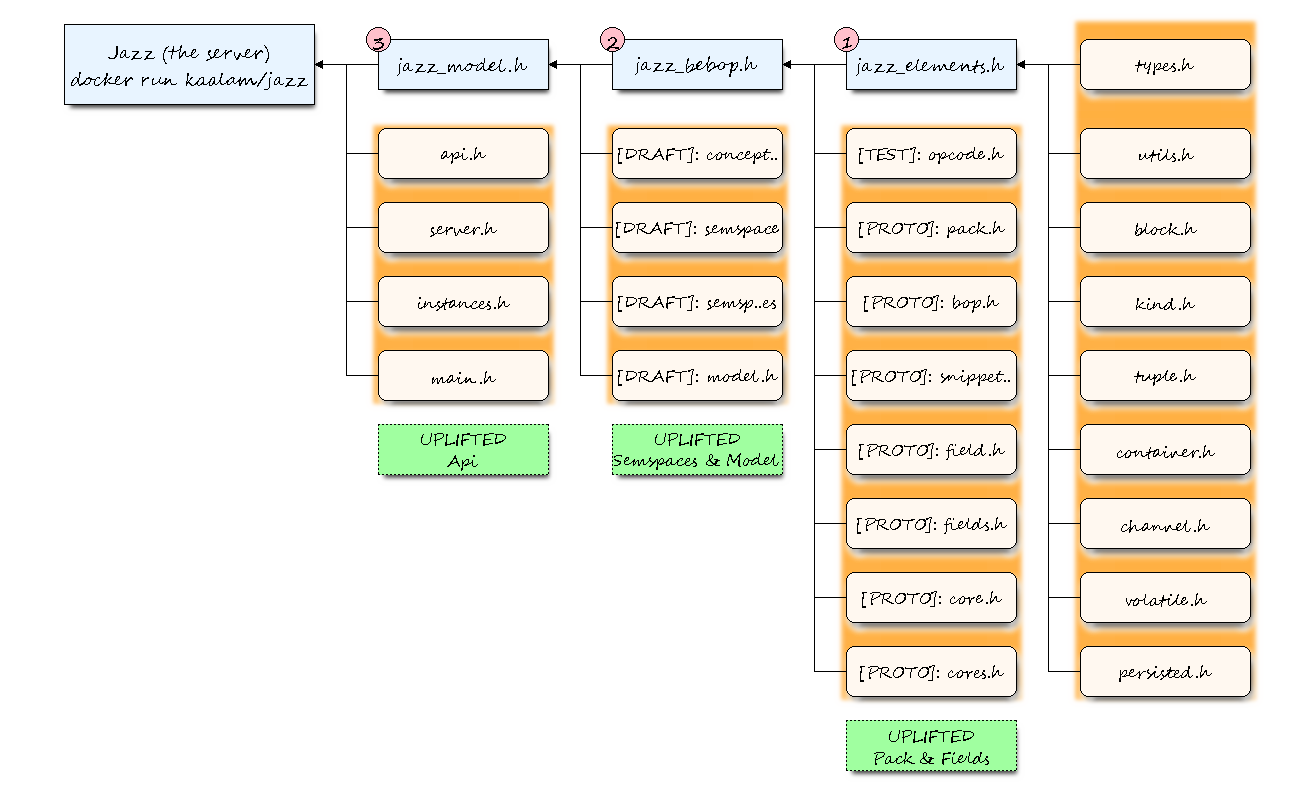 Jazz (the server)
docker run kaalam/jazz
3
jazz_model.h
2
jazz_bebop.h
1
jazz_elements.h
types.h
api.h
[DRAFT]: concept..
[TEST]: opcode.h
utils.h
server.h
[DRAFT]: semspace
[PROTO]: pack.h
block.h
instances.h
[DRAFT]: semsp..es
[PROTO]: bop.h
kind.h
main.h
[DRAFT]: model.h
[PROTO]: snippet..
tuple.h
UPLIFTED
Api
UPLIFTED
Semspaces & Model
[PROTO]: field.h
container.h
[PROTO]: fields.h
channel.h
[PROTO]: core.h
volatile.h
[PROTO]: cores.h
persisted.h
UPLIFTED
Pack & Fields